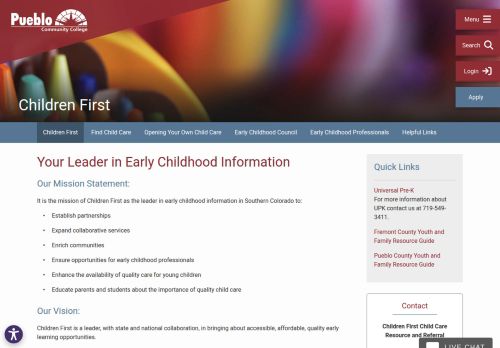 Pueblo
Community College
Menu
Search
Login
Apply
Children First
Children First
Find Child Care
Opening Your Own Child Care
Early Childhood Council
Early Childhood Professionals
Helpful Links
Your Leader in Early Childhood Information
Our Mission Statement:
It is the mission of Children First as the leader in early childhood information in Southern Colorado to:
• Establish partnerships
• Expand collaborative services
• Enrich communities
• Ensure opportunities for early childhood professionals
• Enhance the availability of quality care for young children
• Educate parents and students about the importance of quality child care
Our Vision:
Children First is a leader, with state and national collaboration, in bringing about accessible, affordable, quality early
learning opportunities.
Quick Links
Universal Pre-K
For more information about
UPK contact us at 719-549-
3411.
Fremont County Youth and
Family Resource Guide
Pueblo County Youth and
Family Resource Guide
Contact
Children First Child Care
Resource and Referral
LIVE CHAT